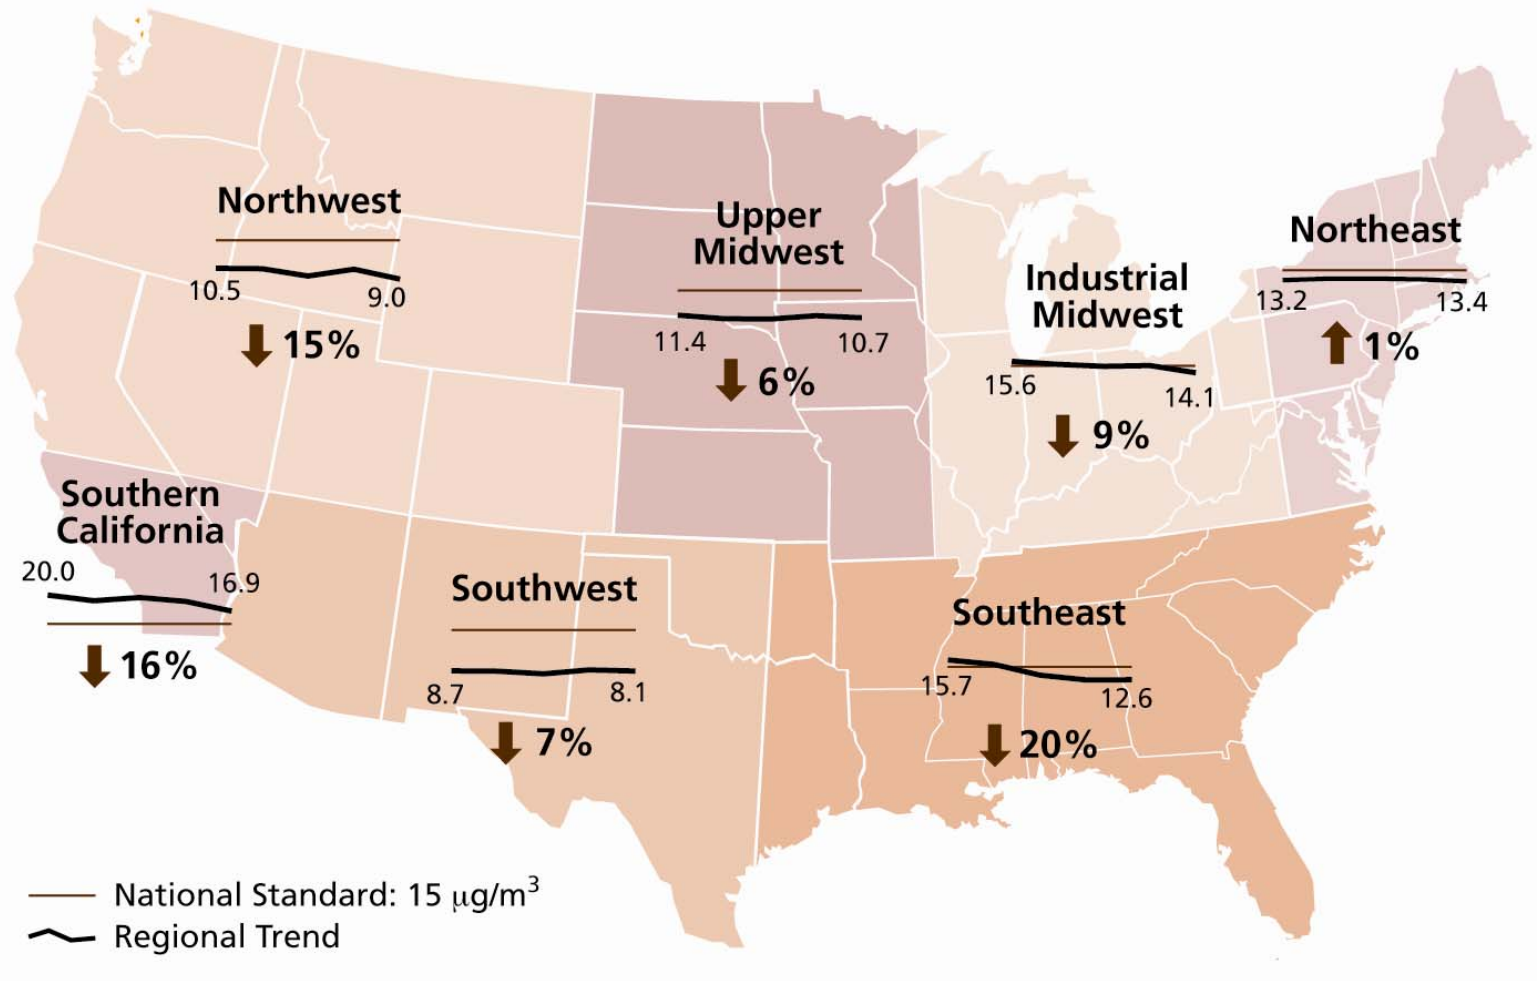 Northwest
10.5
9.0
15%
Upper
Midwest
11.4
10.7
6%
Industrial
Midwest
15.6
14.1
9%
Northeast
13.2
13.4
1%
Southern
California
20.0
16.9
16%
Southwest
8.7
8.1
7%
Southeast
15.7
12.6
20%
National Standard: 15 µg/m³
Regional Trend